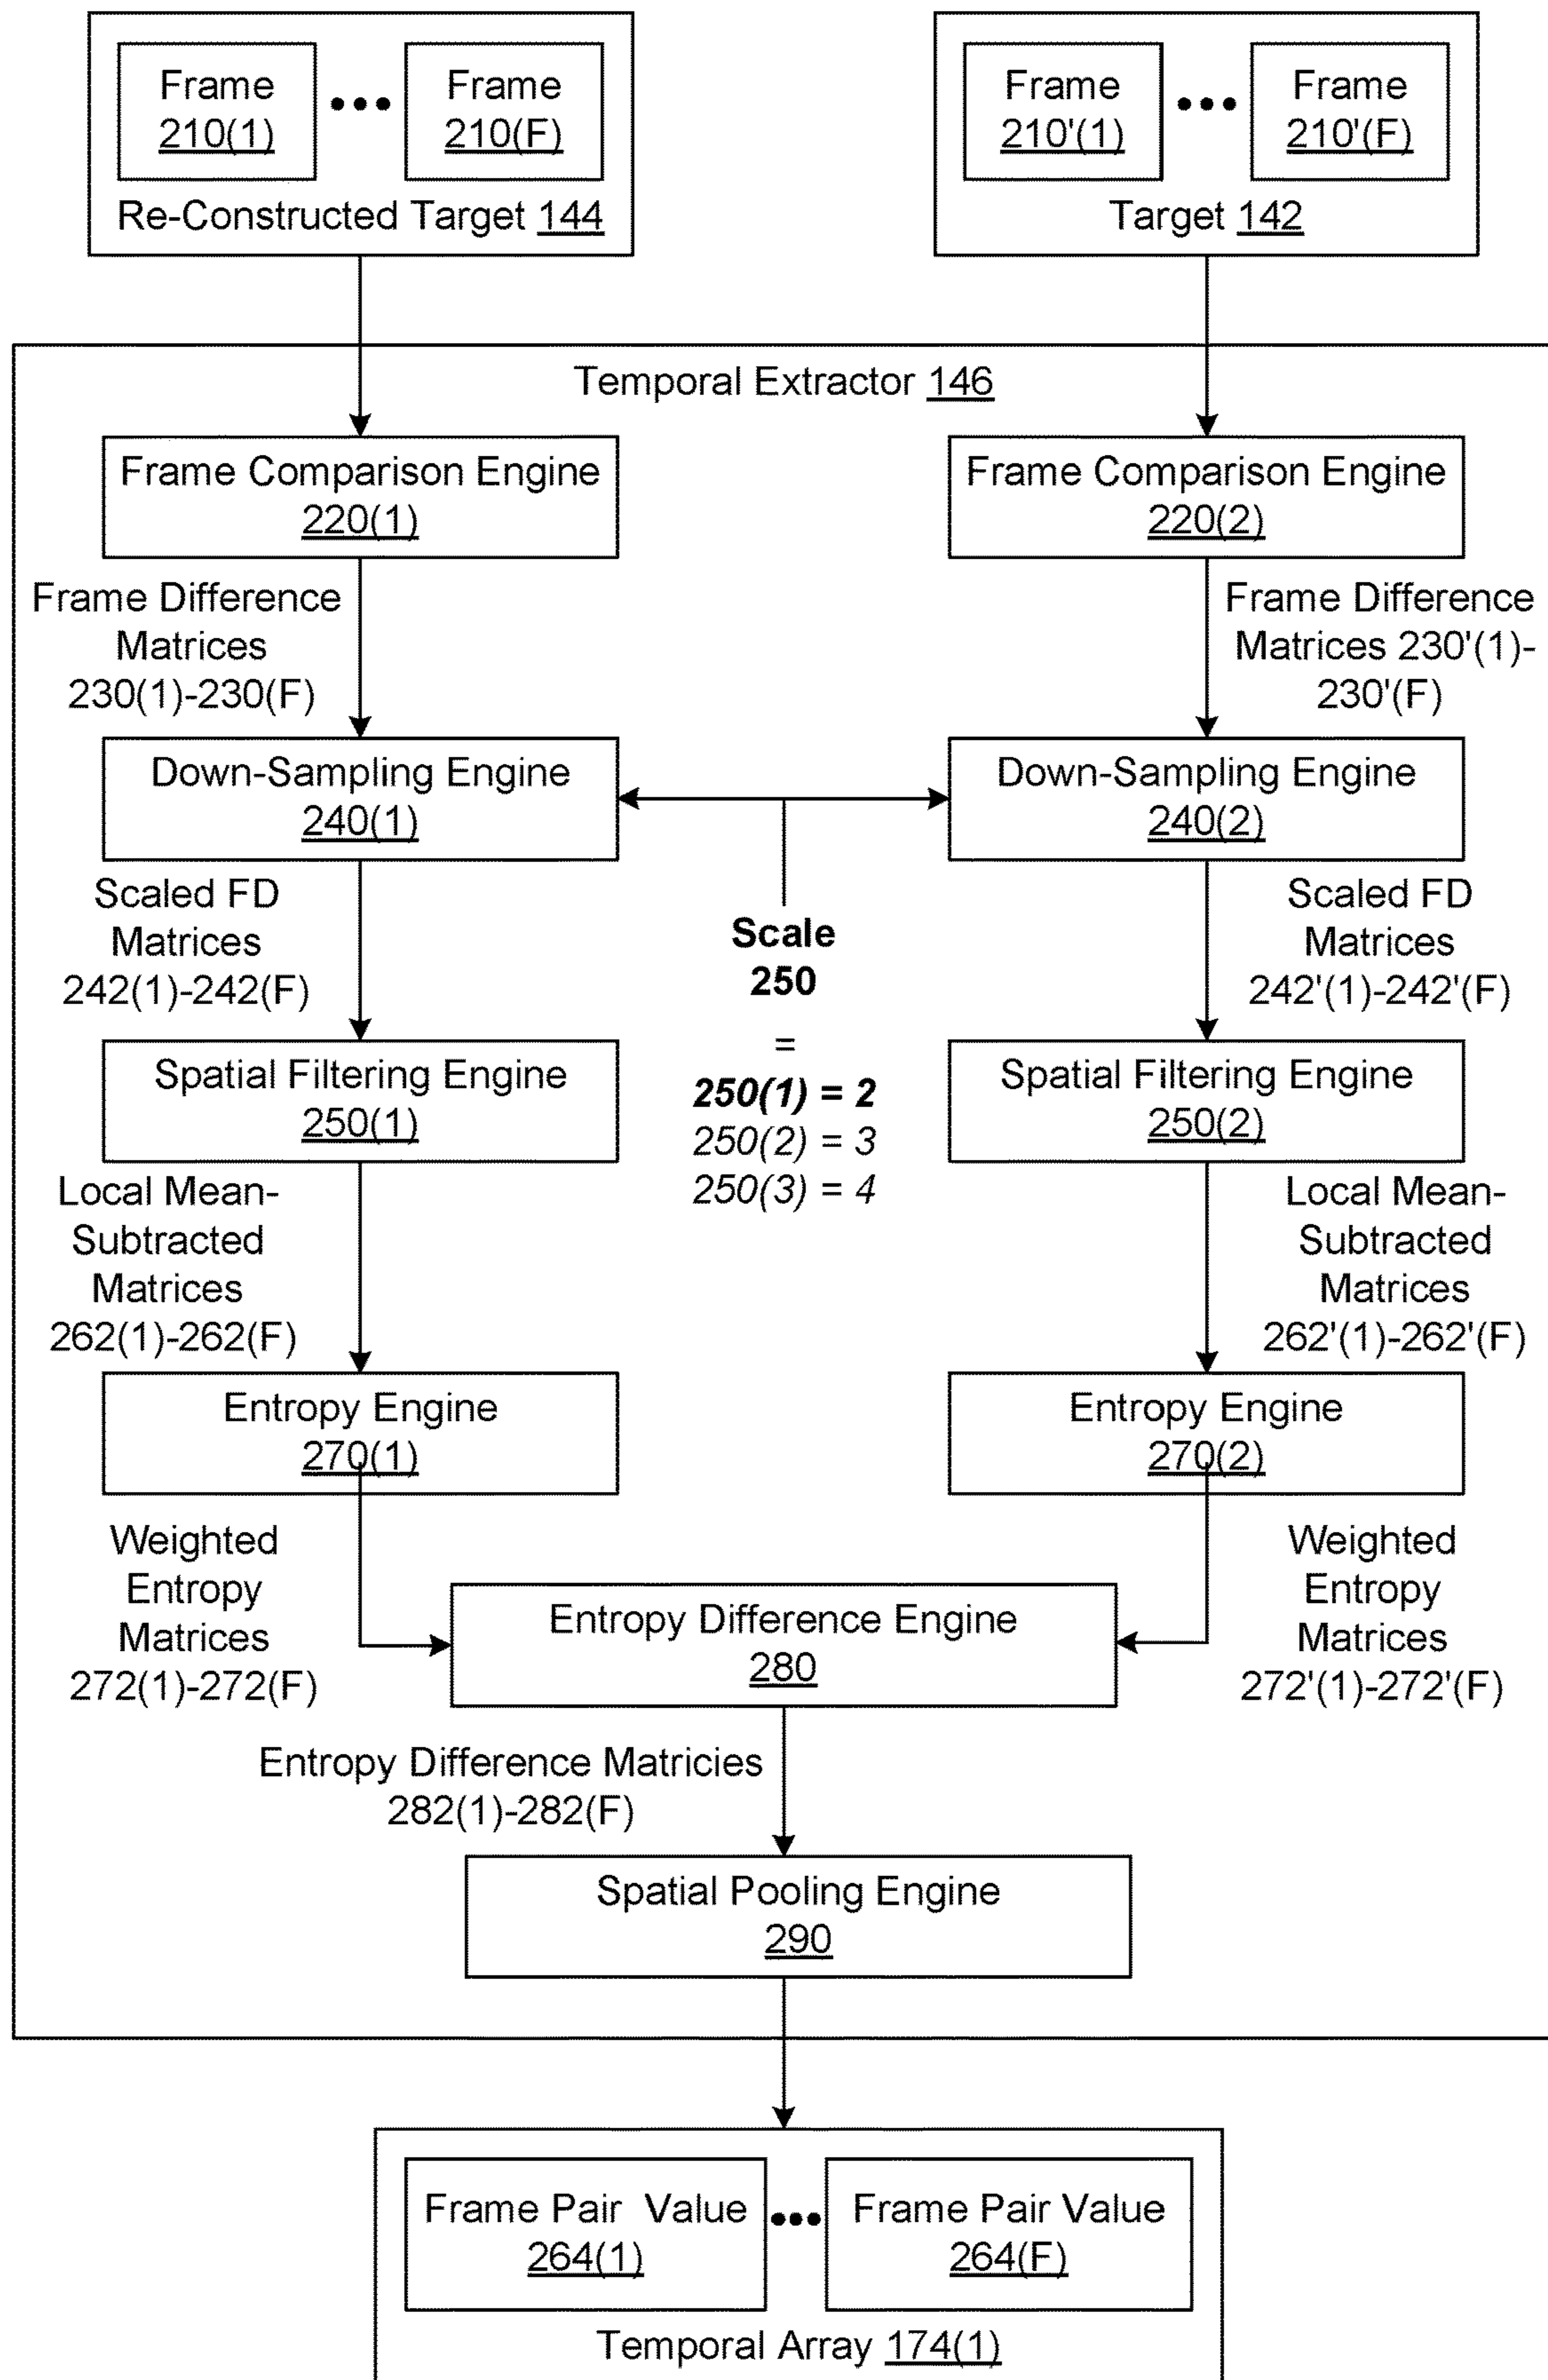 Frame
210(1)
Frame
210(F)
Re-Constructed Target 144
Frame
210'(1)
Frame
210'(F)
Target 142
Temporal Extractor 146
Frame Comparison Engine
220(1)
Frame Comparison Engine
220(2)
Frame Difference
Matrices
230(1)-230(F)
Frame Difference
Matrices 230'(1)-
230'(F)
Down-Sampling Engine
240(1)
Down-Sampling Engine
240(2)
Scaled FD
Matrices
242(1)-242(F)
Scale
250
=
250(1) = 2
250(2) = 3
250(3) = 4
Scaled FD
Matrices
242'(1)-242'(F)
Spatial Filtering Engine
250(1)
Spatial Filtering Engine
250(2)
Local Mean-
Subtracted
Matrices
262(1)-262(F)
Local Mean-
Subtracted
Matrices
262'(1)-262'(F)
Entropy Engine
270(1)
Entropy Engine
270(2)
Weighted
Entropy
Matrices
272(1)-272(F)
Weighted
Entropy
Matrices
272'(1)-272'(F)
Entropy Difference Engine
280
Entropy Difference Matricies
282(1)-282(F)
Spatial Pooling Engine
290
Frame Pair Value
264(1)
Frame Pair Value
264(F)
Temporal Array 174(1)